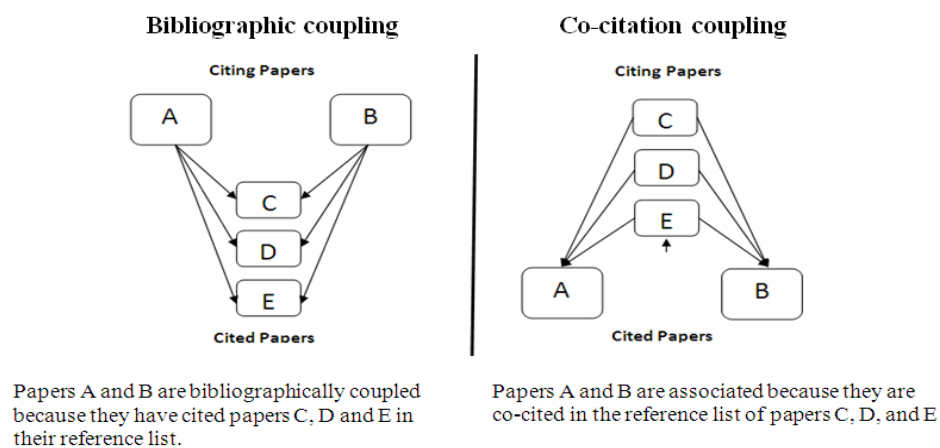 Bibliographic coupling
Citing Papers
A
B
C
D
E
Cited Papers
Papers A and B are bibliographically coupled
because they have cited papers C, D and E in
their reference list.
Co-citation coupling
Citing Papers
C
D
E
A
B
Cited Papers
Papers A and B are associated because they are
co-cited in the reference list of papers C, D, and E